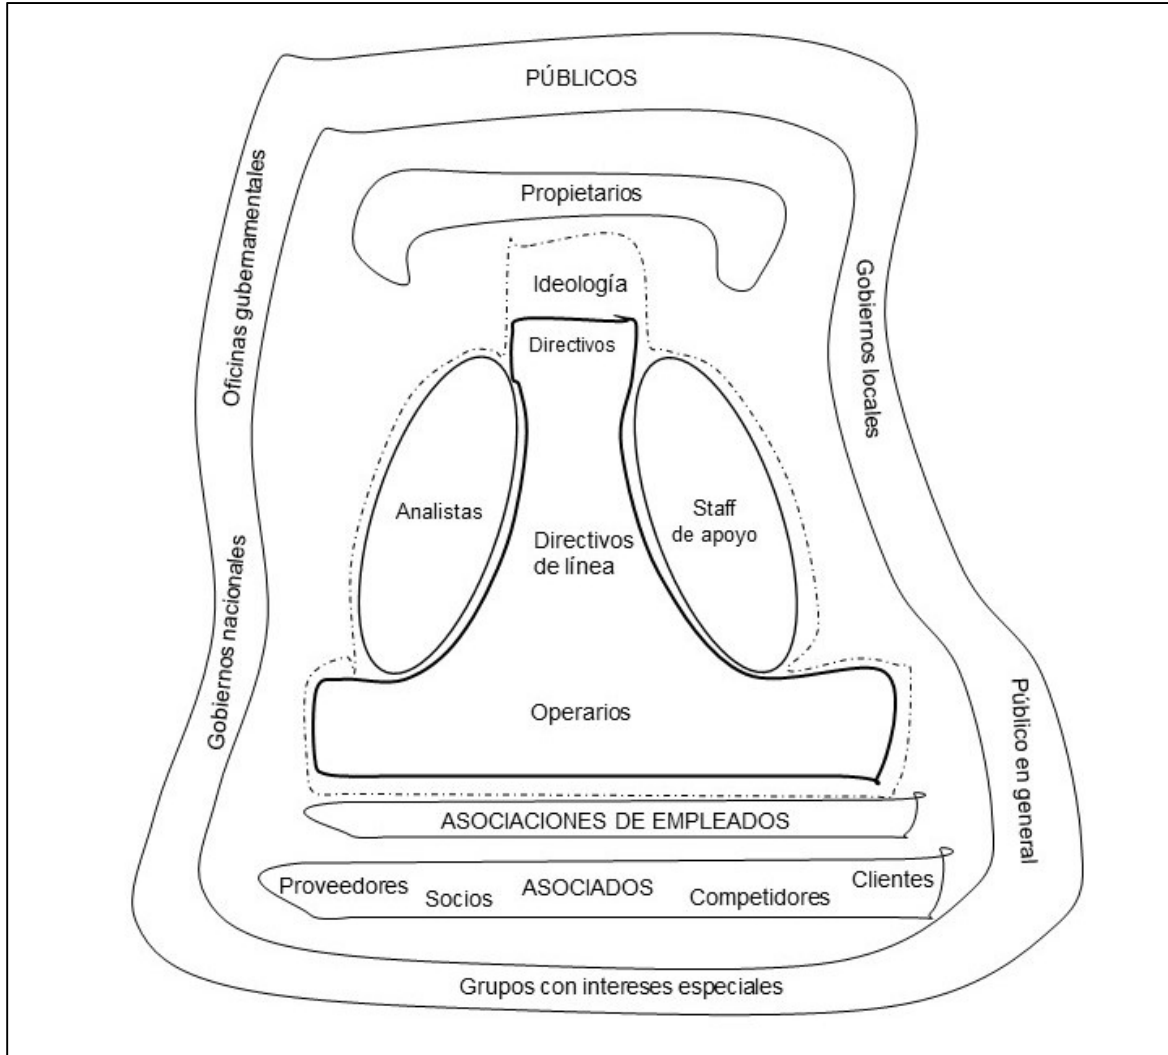 PÚBLICOS
Oficinas gubernamentales
Propietarios
Ideología
Gobiernos locales
Directivos
Analistas
Staff
de apoyo
Directivos
de línea
Gobiernos nacionales
Operarios
Público en general
ASOCIACIONES DE EMPLEADOS
Proveedores
Socios
ASOCIADOS
Competidores
Clientes
Grupos con intereses especiales